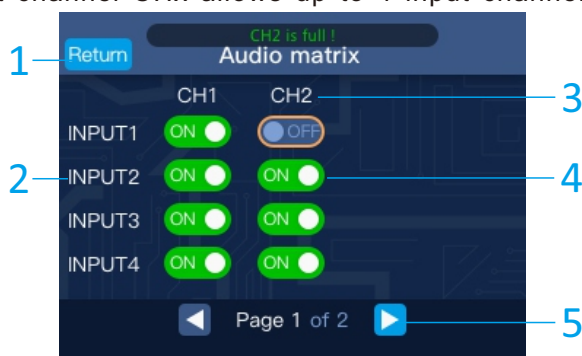 channel CH.. allows up to 4 input channel
CH2 is full !
1 Return Audio matrix
CH1 CH2 3
INPUT1 ON OFF
2 INPUT2 ON ON 4
INPUT3 ON ON
INPUT4 ON ON
Page 1 of 2 5